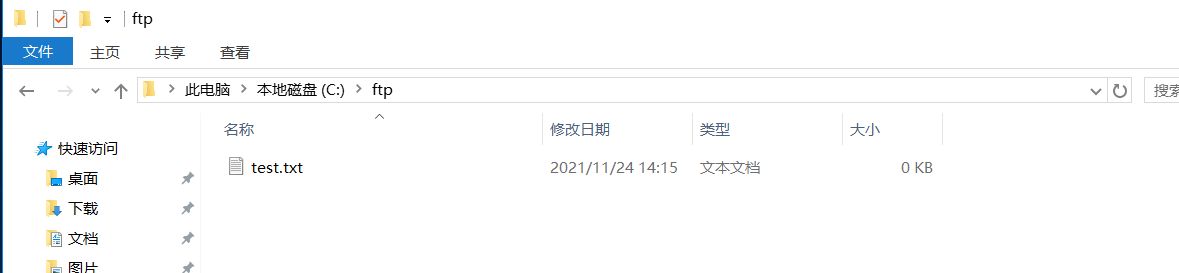 ftp
文件 主页 共享 查看
此电脑 本地磁盘 (C:) ftp 搜索
名称 修改日期 类型 大小
快速访问
test.txt 2021/11/24 14:15 文本文档 0 KB
桌面
下载
文档
图片